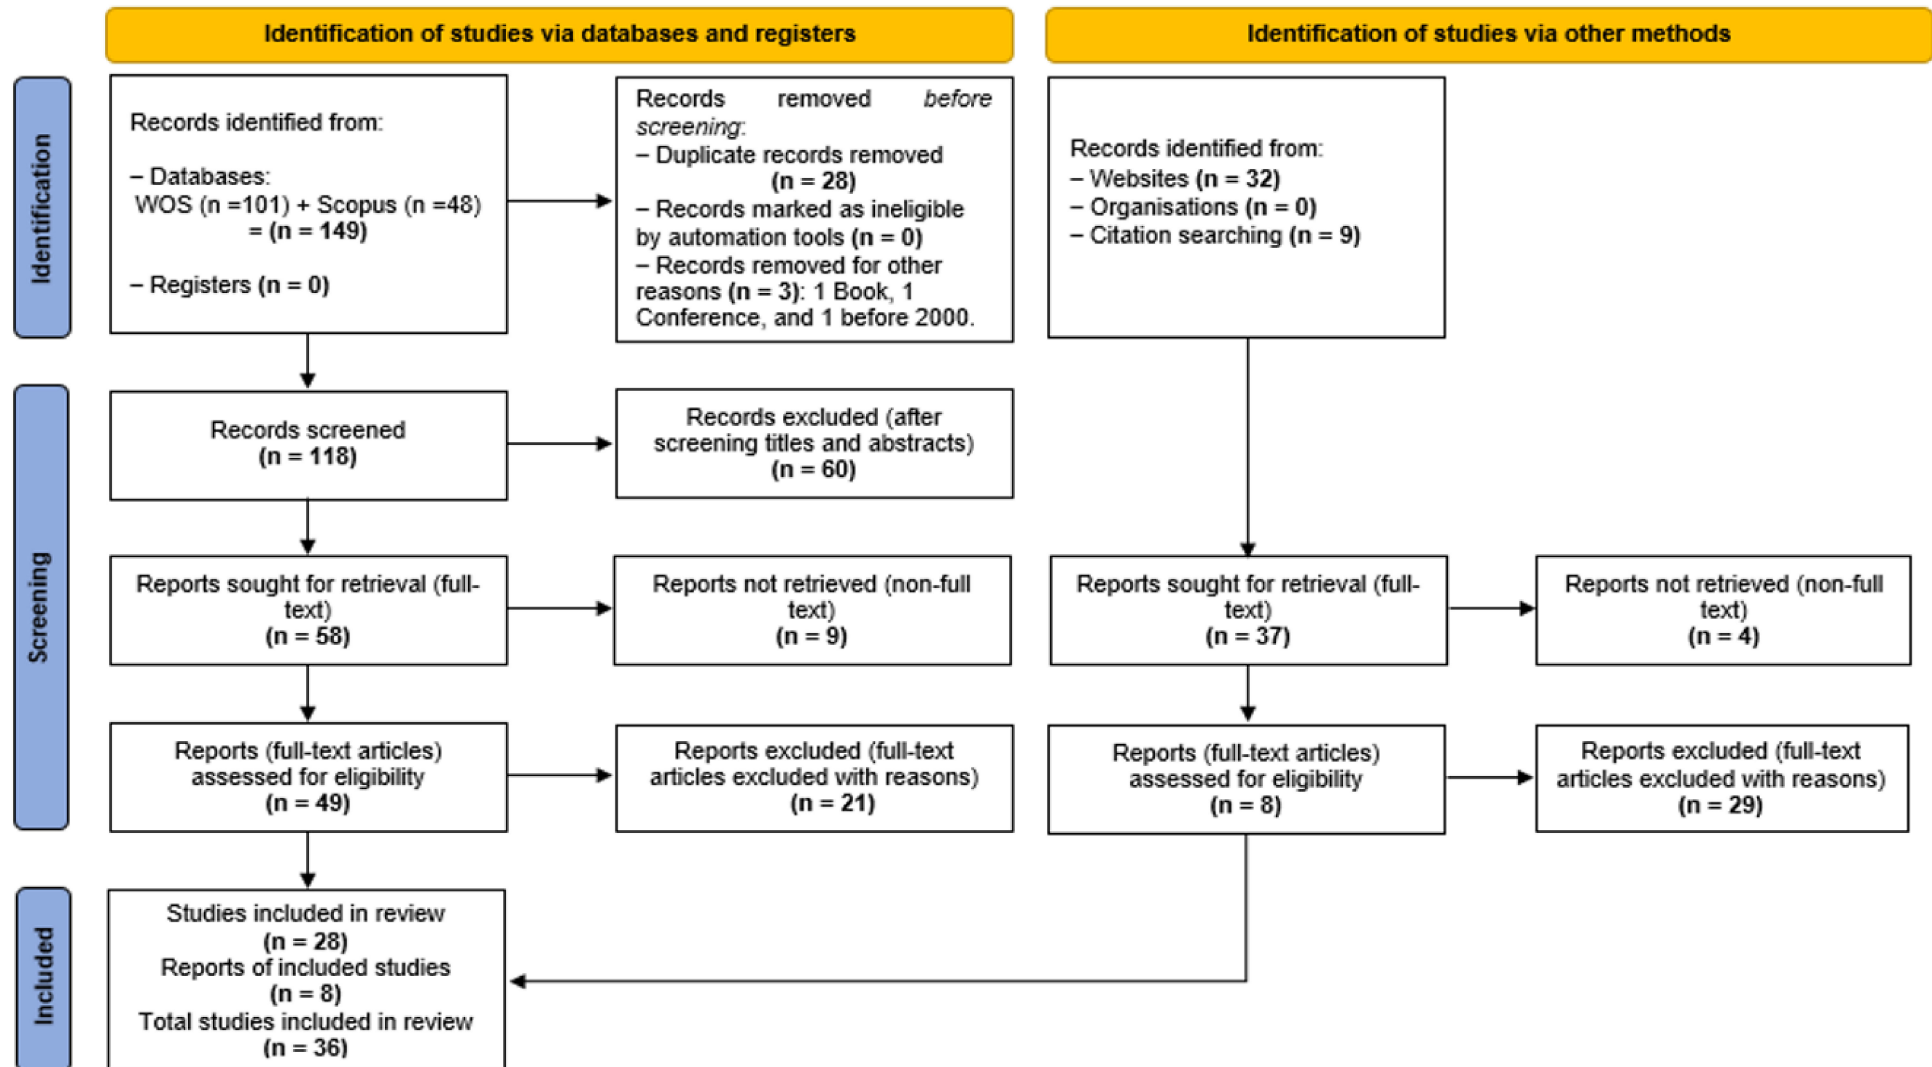 Identification of studies via databases and registers
Identification of studies via other methods
Identification
Records identified from:
– Databases:
WOS (n =101) + Scopus (n =48)
= (n = 149)
– Registers (n = 0)
Records removed before
screening:
– Duplicate records removed
(n = 28)
– Records marked as ineligible
by automation tools (n = 0)
– Records removed for other
reasons (n = 3): 1 Book, 1
Conference, and 1 before 2000.
Records identified from:
– Websites (n = 32)
– Organisations (n = 0)
– Citation searching (n = 9)
Screening
Records screened
(n = 118)
Records excluded (after
screening titles and abstracts)
(n = 60)
Reports sought for retrieval (full-
text)
(n = 58)
Reports not retrieved (non-full
text)
(n = 9)
Reports sought for retrieval (full-
text)
(n = 37)
Reports not retrieved (non-full
text)
(n = 4)
Reports (full-text articles)
assessed for eligibility
(n = 49)
Reports excluded (full-text
articles excluded with reasons)
(n = 21)
Reports (full-text articles)
assessed for eligibility
(n = 8)
Reports excluded (full-text
articles excluded with reasons)
(n = 29)
Included
Studies included in review
(n = 28)
Reports of included studies
(n = 8)
Total studies included in review
(n = 36)